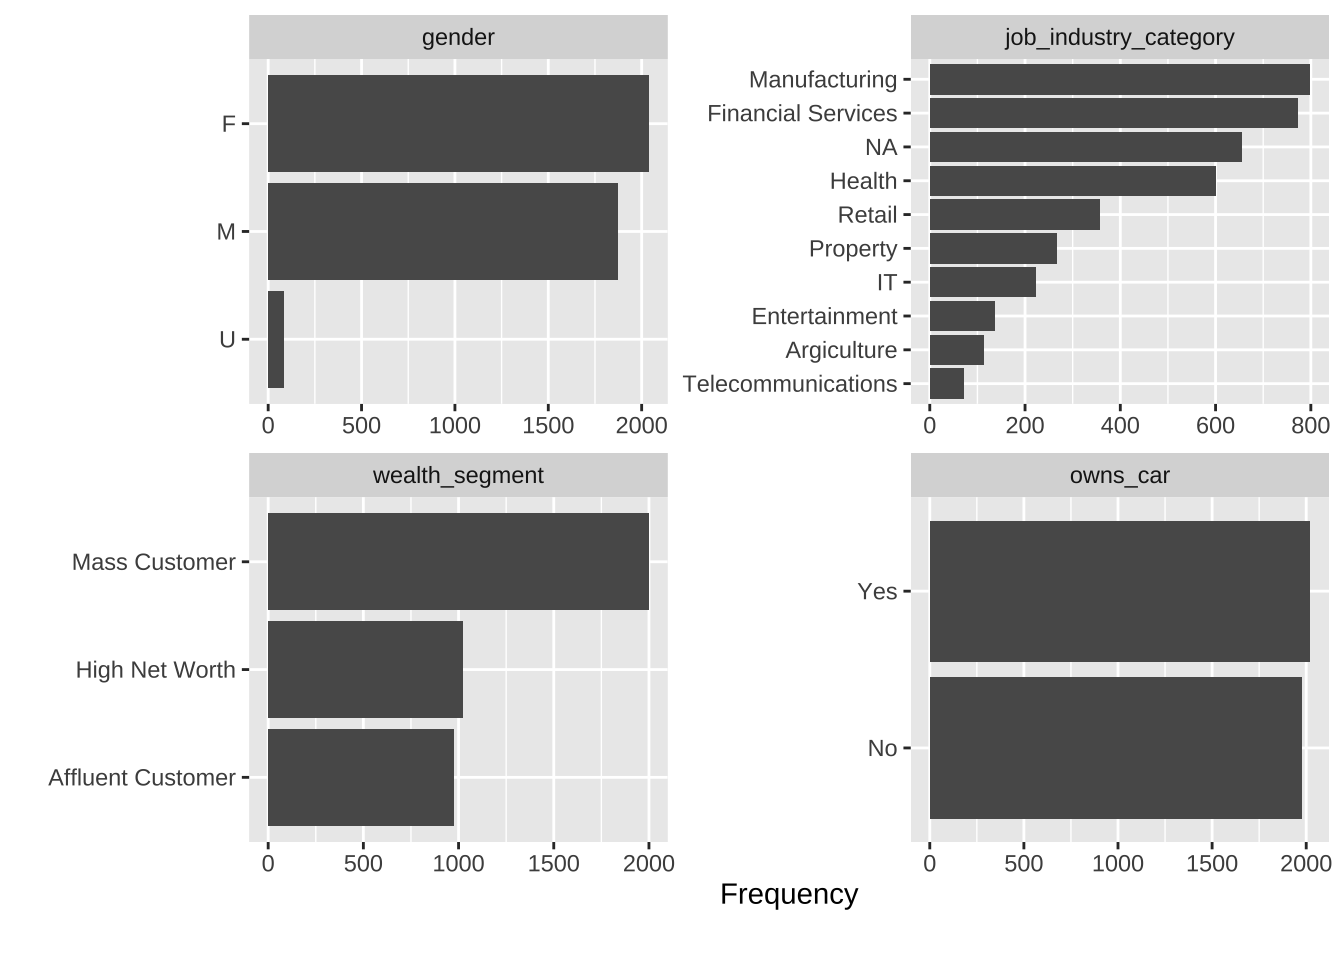 gender
F
M
U
0 500 1000 1500 2000
job_industry_category
Manufacturing
Financial Services
NA
Health
Retail
Property
IT
Entertainment
Argiculture
Telecommunications
0 200 400 600 800
wealth_segment
Mass Customer
High Net Worth
Affluent Customer
0 500 1000 1500 2000
owns_car
Yes
No
0 500 1000 1500 2000
Frequency